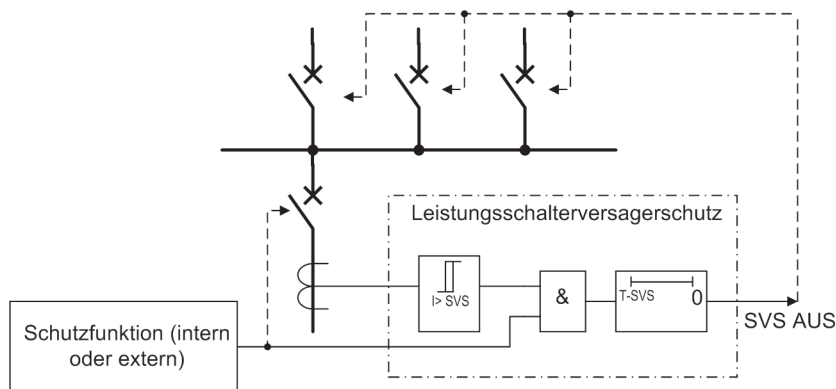 Leistungsschalterversagerschutz
I> SVS
&
T-SVS
0
SVS AUS
Schutzfunktion (intern
oder extern)